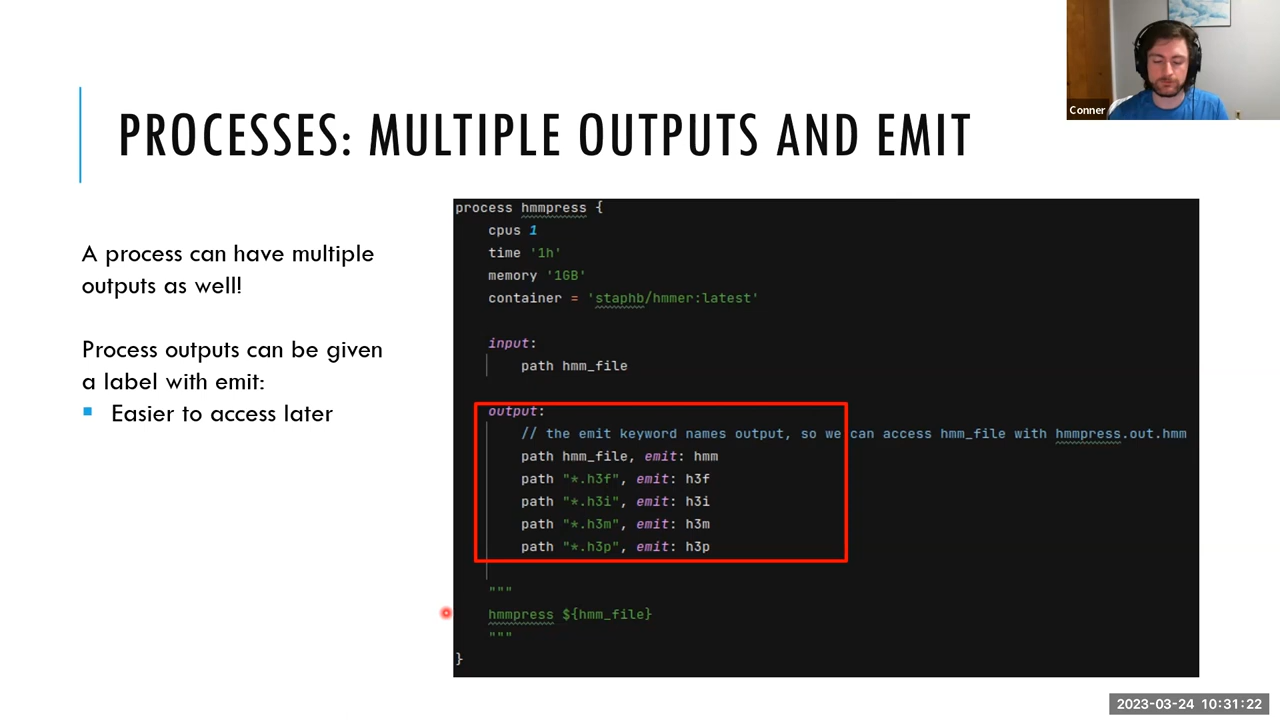 Conner
PROCESSES: MULTIPLE OUTPUTS AND EMIT
A process can have multiple
outputs as well!
Process outputs can be given
a label with emit:
▪ Easier to access later
process hmmpress {
    cpus 1
    time '1h'
    memory '1GB'
    container = 'staphb/hmmer:latest'
    input:
        path hmm_file
    output:
        // the emit keyword names output, so we can access hmm_file with hmmpress.out.hmm
        path hmm_file, emit: hmm
        path "*.h3f", emit: h3f
        path "*.h3i", emit: h3i
        path "*.h3m", emit: h3m
        path "*.h3p", emit: h3p
    """
    hmmpress ${hmm_file}
    """
}
2023-03-24 10:31:22